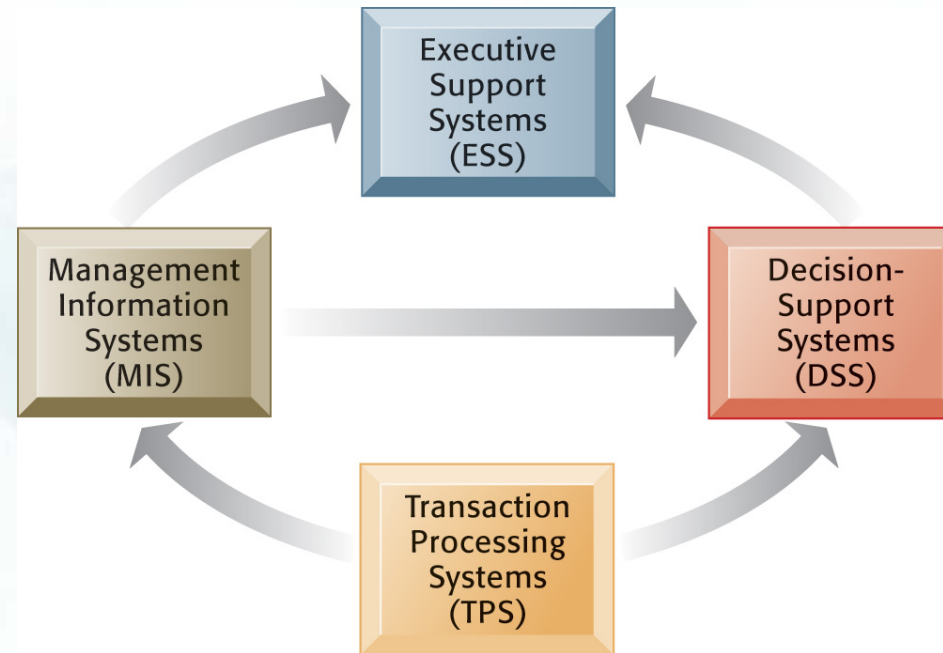 Executive
Support
Systems
(ESS)
Management
Information
Systems
(MIS)
Decision-
Support
Systems
(DSS)
Transaction
Processing
Systems
(TPS)